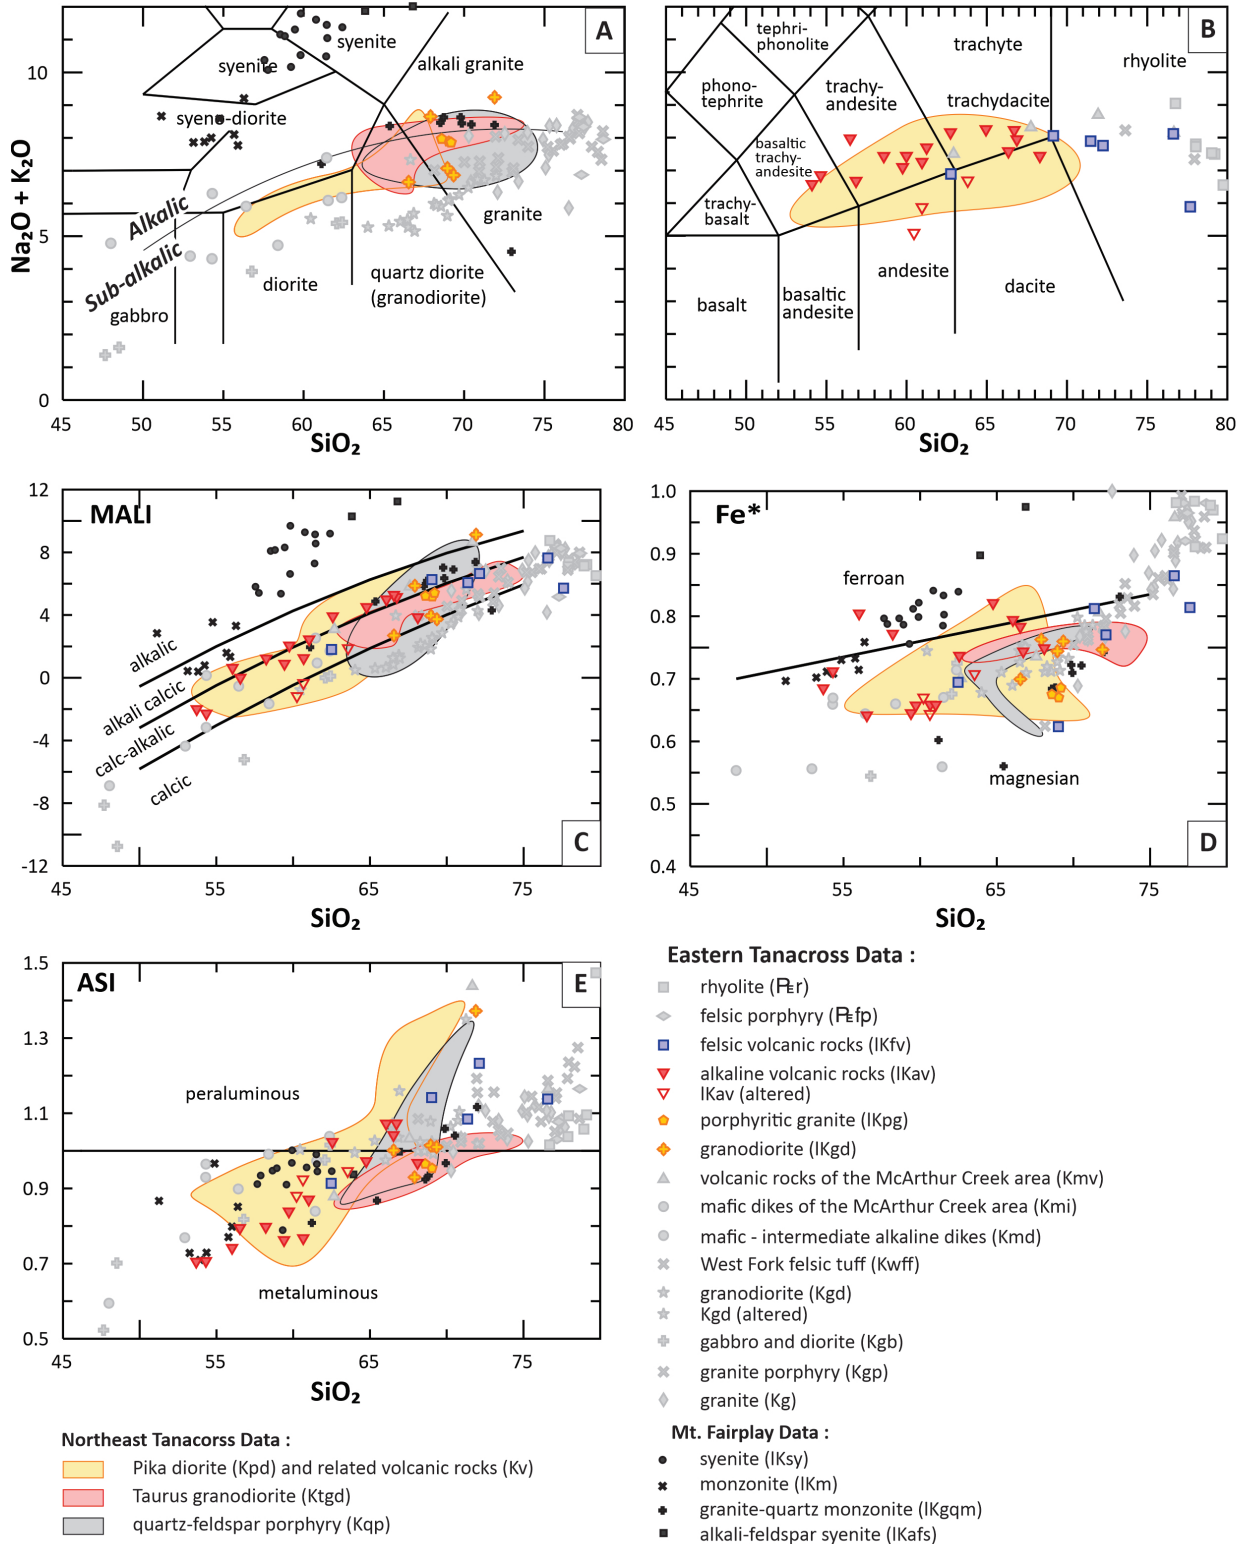 A
Na₂O + K₂O
10
5
0
syenite
syenite
alkali granite
syeno-diorite
Alkalic
Sub-alkalic
gabbro
diorite
quartz diorite
(granodiorite)
granite
45 50 55 60 65 70 75 80
SiO₂
B
tephri-
phonolite
trachyte
rhyolite
phono-
tephrite
trachy-
andesite
trachydacite
basaltic
trachy-
andesite
trachy-
basalt
basalt
basaltic
andesite
andesite
dacite
45 50 55 60 65 70 75 80
SiO₂
MALI
12
8
4
0
-4
-8
-12
alkalic
alkali calcic
calc-alkalic
calcic
C
45 55 65 75
SiO₂
Fe*
1.0
0.9
0.8
0.7
0.6
0.5
0.4
ferroan
magnesian
D
45 55 65 75
SiO₂
ASI
E
1.5
1.3
1.1
0.9
0.7
0.5
peraluminous
metaluminous
45 55 65 75
SiO₂
Northeast Tanacorss Data :
Pika diorite (Kpd) and related volcanic rocks (Kv)
Taurus granodiorite (Ktgd)
quartz-feldspar porphyry (Kqp)
Eastern Tanacross Data :
rhyolite (PEr)
felsic porphyry (PEfp)
felsic volcanic rocks (lKfv)
alkaline volcanic rocks (lKav)
lKav (altered)
porphyritic granite (lKpg)
granodiorite (lKgd)
volcanic rocks of the McArthur Creek area (Kmv)
mafic dikes of the McArthur Creek area (Kmi)
mafic - intermediate alkaline dikes (Kmd)
West Fork felsic tuff (Kwff)
granodiorite (Kgd)
Kgd (altered)
gabbro and diorite (Kgb)
granite porphyry (Kgp)
granite (Kg)
Mt. Fairplay Data :
syenite (lKsy)
monzonite (lKm)
granite-quartz monzonite (lKgqm)
alkali-feldspar syenite (lKafs)